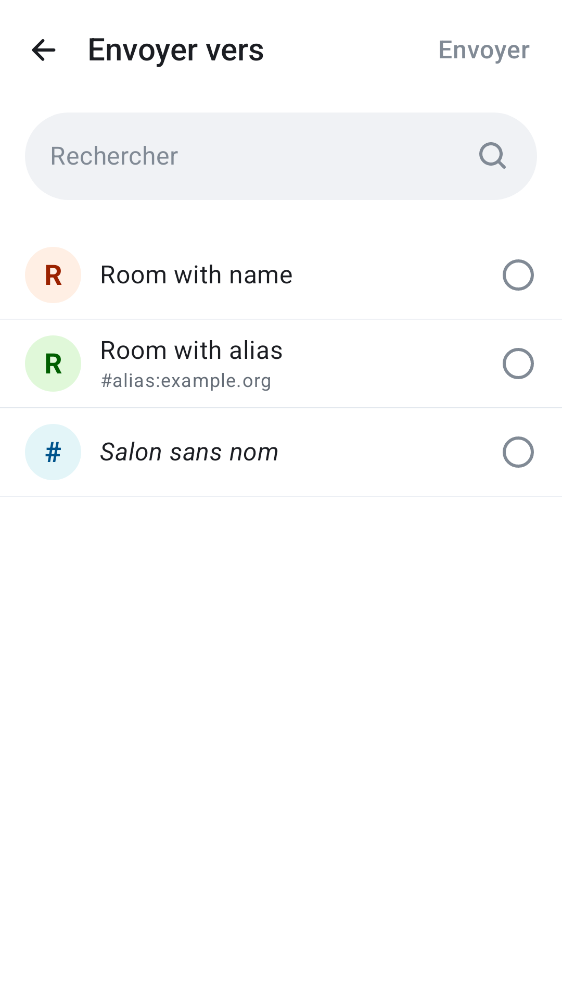 Envoyer vers
Envoyer
Rechercher
R
Room with name
R
Room with alias
#alias:example.org
#
Salon sans nom